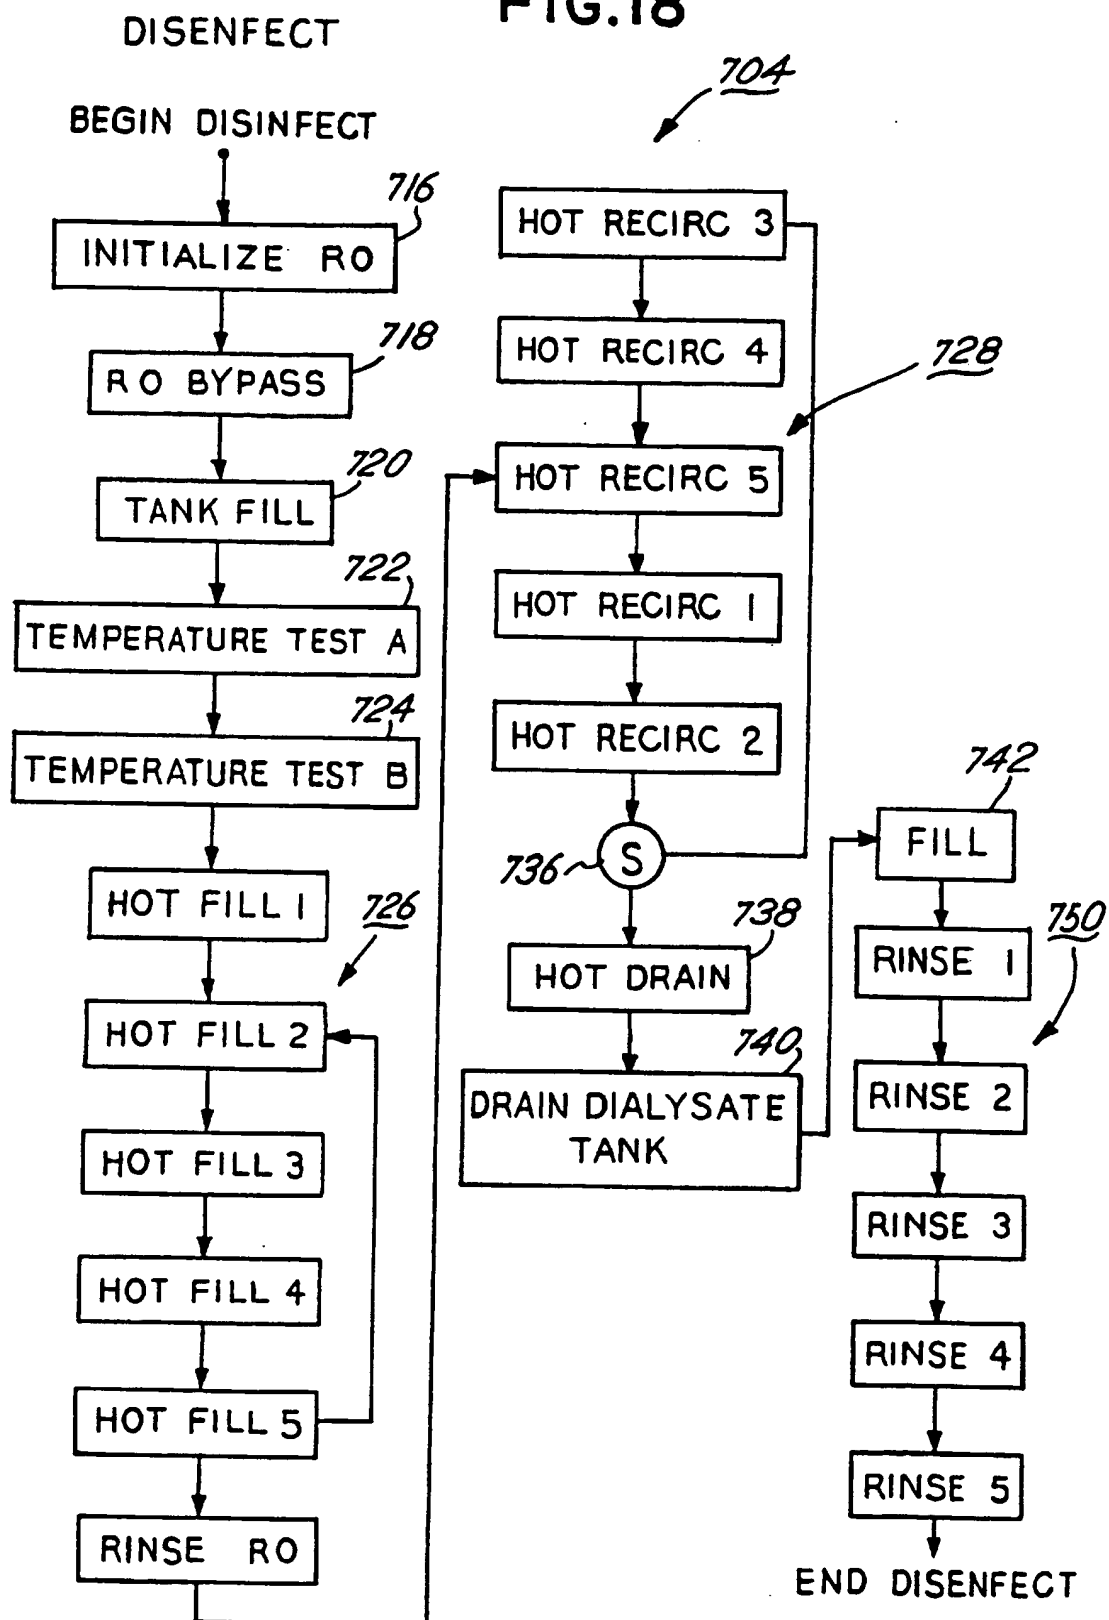 FIG.18
DISENFECT
BEGIN DISINFECT
716
INITIALIZE RO
718
RO BYPASS
720
TANK FILL
722
TEMPERATURE TEST A
724
TEMPERATURE TEST B
HOT FILL 1
726
HOT FILL 2
HOT FILL 3
HOT FILL 4
HOT FILL 5
RINSE RO
704
HOT RECIRC 3
HOT RECIRC 4
728
HOT RECIRC 5
HOT RECIRC 1
HOT RECIRC 2
736
S
738
HOT DRAIN
740
DRAIN DIALYSATE
TANK
742
FILL
750
RINSE 1
RINSE 2
RINSE 3
RINSE 4
RINSE 5
END DISENFECT